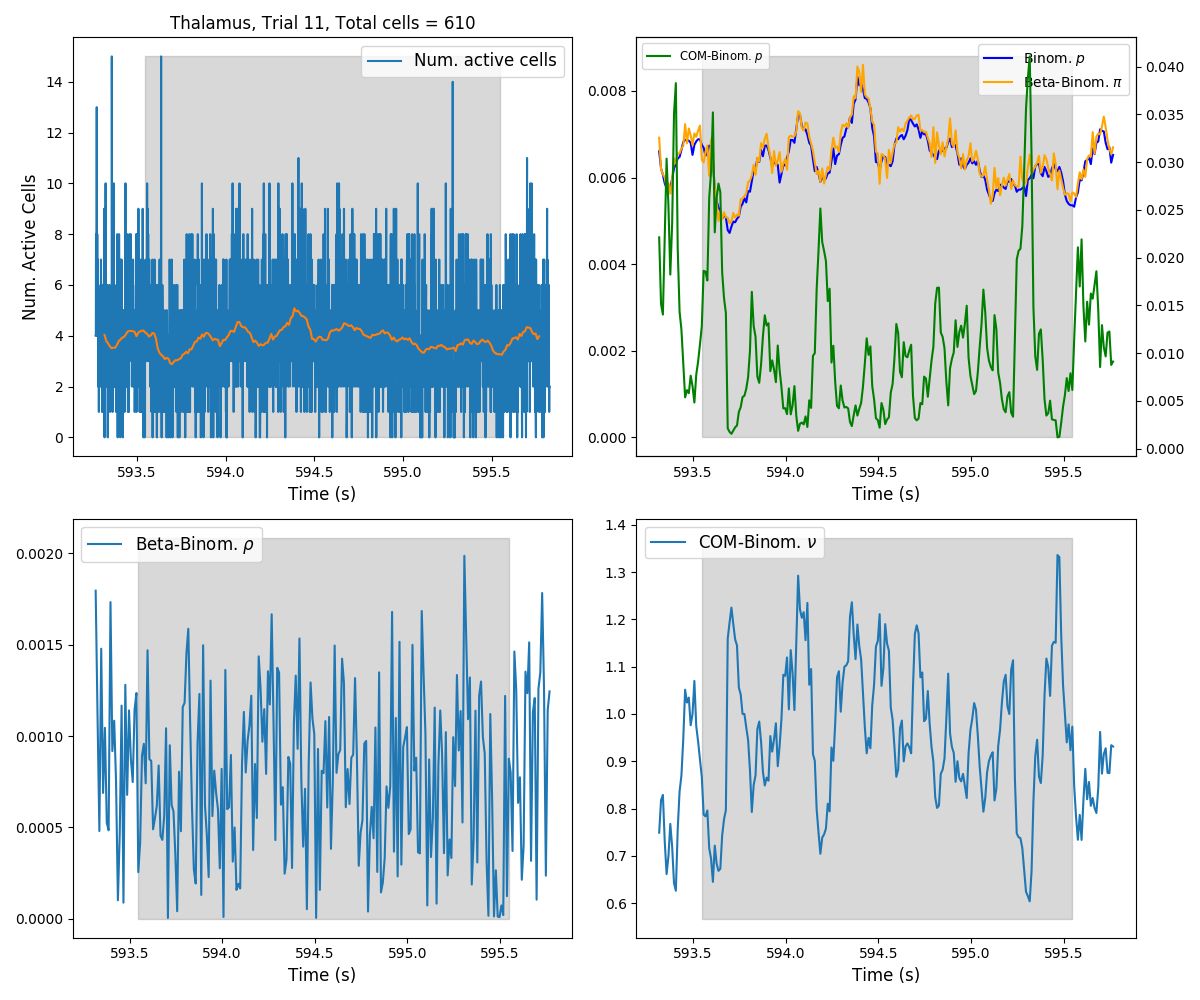 Thalamus, Trial 11, Total cells = 610
Num. active cells
Num. Active Cells
14
12
10
8
6
4
2
0
593.5 594.0 594.5 595.0 595.5
Time (s)
COM-Binom. p
Binom. p
Beta-Binom. π
0.008
0.006
0.004
0.002
0.000
0.040
0.035
0.030
0.025
0.020
0.015
0.010
0.005
0.000
593.5 594.0 594.5 595.0 595.5
Time (s)
Beta-Binom. ρ
0.0020
0.0015
0.0010
0.0005
0.0000
593.5 594.0 594.5 595.0 595.5
Time (s)
COM-Binom. ν
1.4
1.3
1.2
1.1
1.0
0.9
0.8
0.7
0.6
593.5 594.0 594.5 595.0 595.5
Time (s)